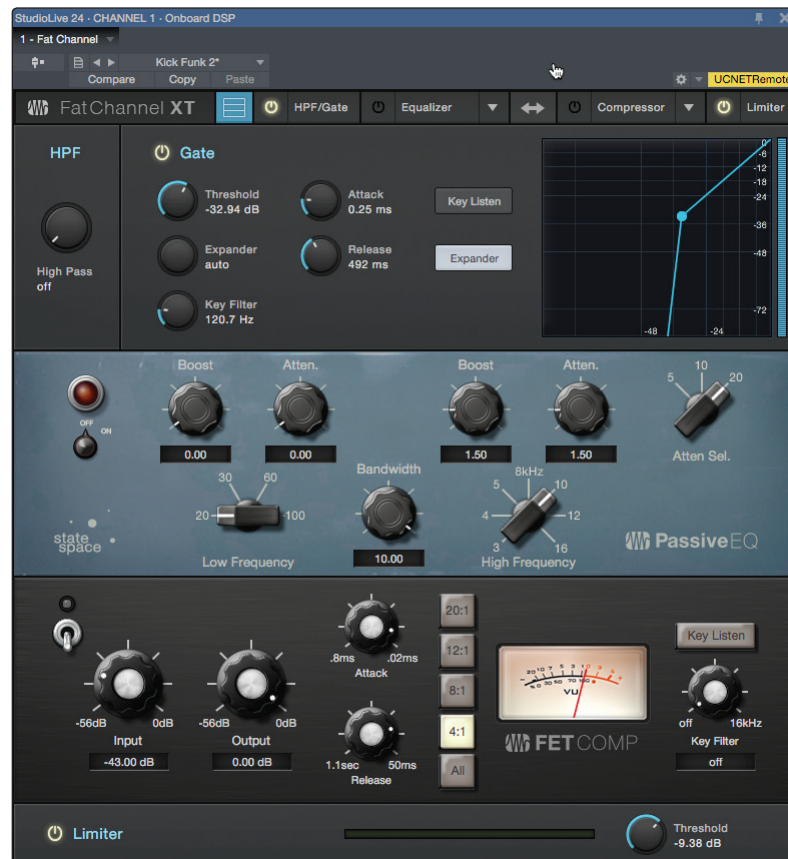 StudioLive 24 · CHANNEL 1 · Onboard DSP
1 - Fat Channel
Kick Funk 2*
Compare Copy Paste
UCNETRemote
FatChannel XT HPF/Gate Equalizer Compressor Limiter
HPF
High Pass
off
Gate
Threshold
-32.94 dB
Attack
0.25 ms
Key Listen
Expander
auto
Release
492 ms
Expander
Key Filter
120.7 Hz
0
-6
-12
-18
-24
-36
-48
-72
-48 -24
Boost Atten. Boost Atten.
5 10 20
OFF ON
0.00 0.00 1.50 1.50
Atten Sel.
30 60
20 100
Low Frequency
Bandwidth
10.00
8kHz
5 10
4 12
3 16
High Frequency
state
space
PassiveEQ
-56dB 0dB
Input
-43.00 dB
-56dB 0dB
Output
0.00 dB
.8ms .02ms
Attack
1.1sec 50ms
Release
20:1
12:1
8:1
4:1
All
VU
FETCOMP
Key Listen
off 16kHz
Key Filter
off
Limiter
Threshold
-9.38 dB